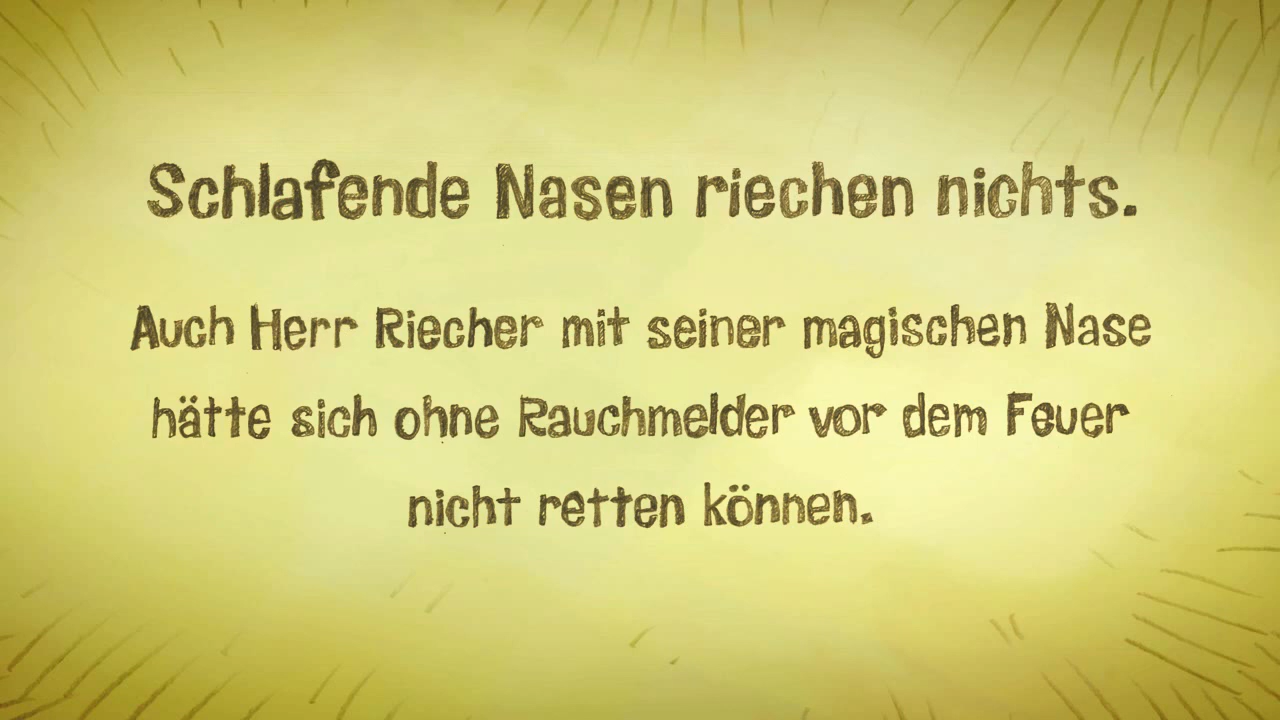 Schlafende Nasen riechen nichts.
Auch Herr Riecher mit seiner magischen Nase
hätte sich ohne Rauchmelder vor dem Feuer
nicht retten können.